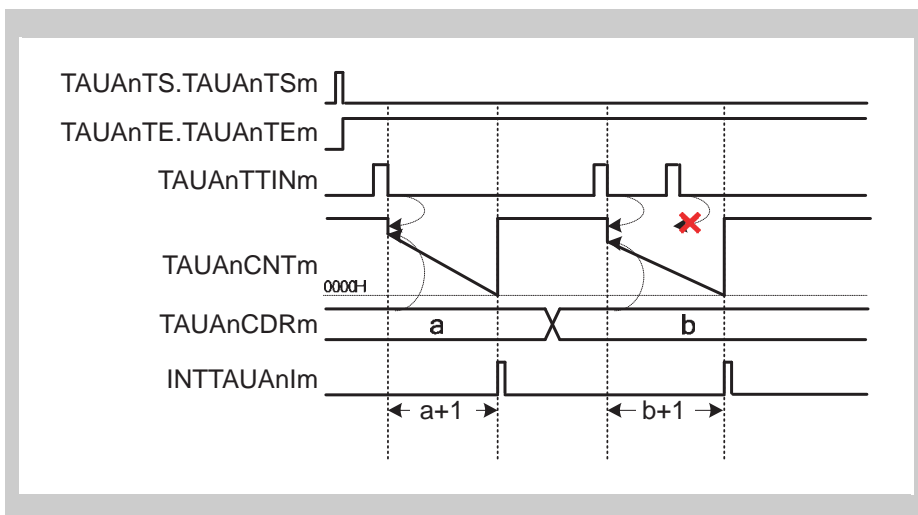 TAUAnTS.TAUAnTSm
TAUAnTE.TAUAnTEm
TAUAnTTINm
TAUAnCNTm
0000H
TAUAnCDRm
a
b
INTTAUAnIm
a+1
b+1